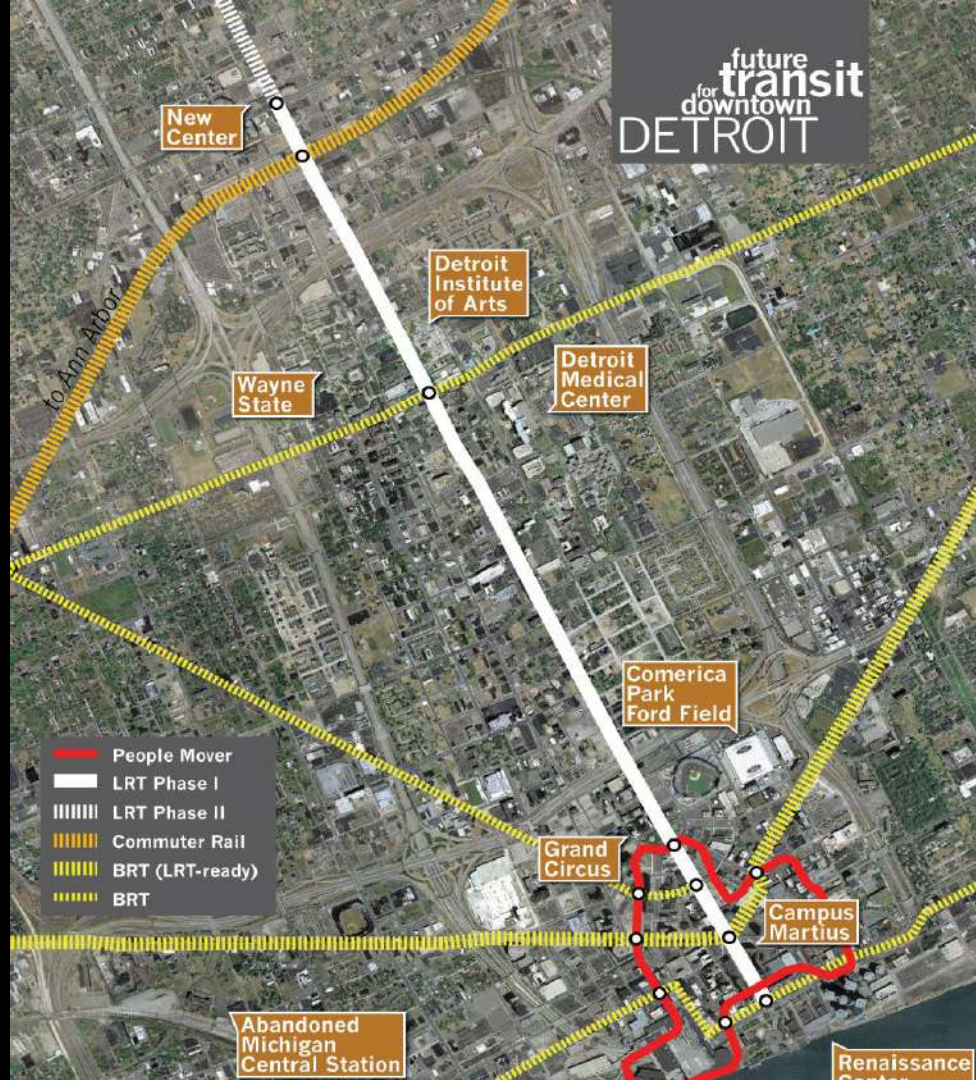 future
for transit
downtown
DETROIT
New
Center
to Ann Arbor
Detroit
Institute
of Arts
Wayne
State
Detroit
Medical
Center
Comerica
Park
Ford Field
People Mover
LRT Phase I
LRT Phase II
Commuter Rail
BRT (LRT-ready)
BRT
Grand
Circus
Campus
Martius
Abandoned
Michigan
Central Station
Renaissance